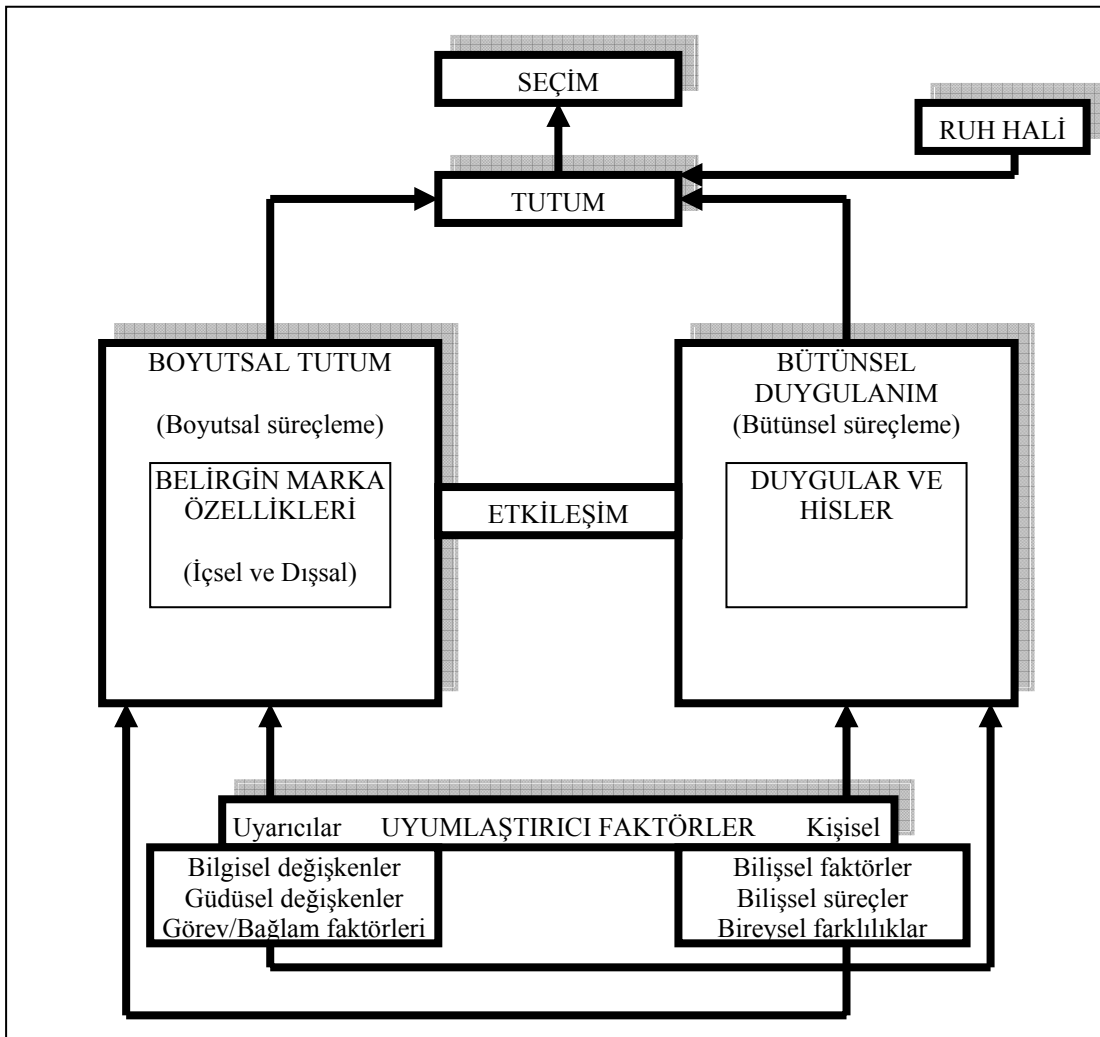 SEÇİM
RUH HALİ
TUTUM
BOYUTSAL TUTUM
(Boyutsal süreçleme)
BELİRGİN MARKA
ÖZELLİKLERİ
(İçsel ve Dışsal)
ETKİLEŞİM
BÜTÜNSEL
DUYGULANIM
(Bütünsel süreçleme)
DUYGULAR VE
HİSLER
Uyarıcılar UYUMLAŞTIRICI FAKTÖRLER Kişisel
Bilgisel değişkenler
Güdüsel değişkenler
Görev/Bağlam faktörleri
Bilişsel faktörler
Bilişsel süreçler
Bireysel farklılıklar